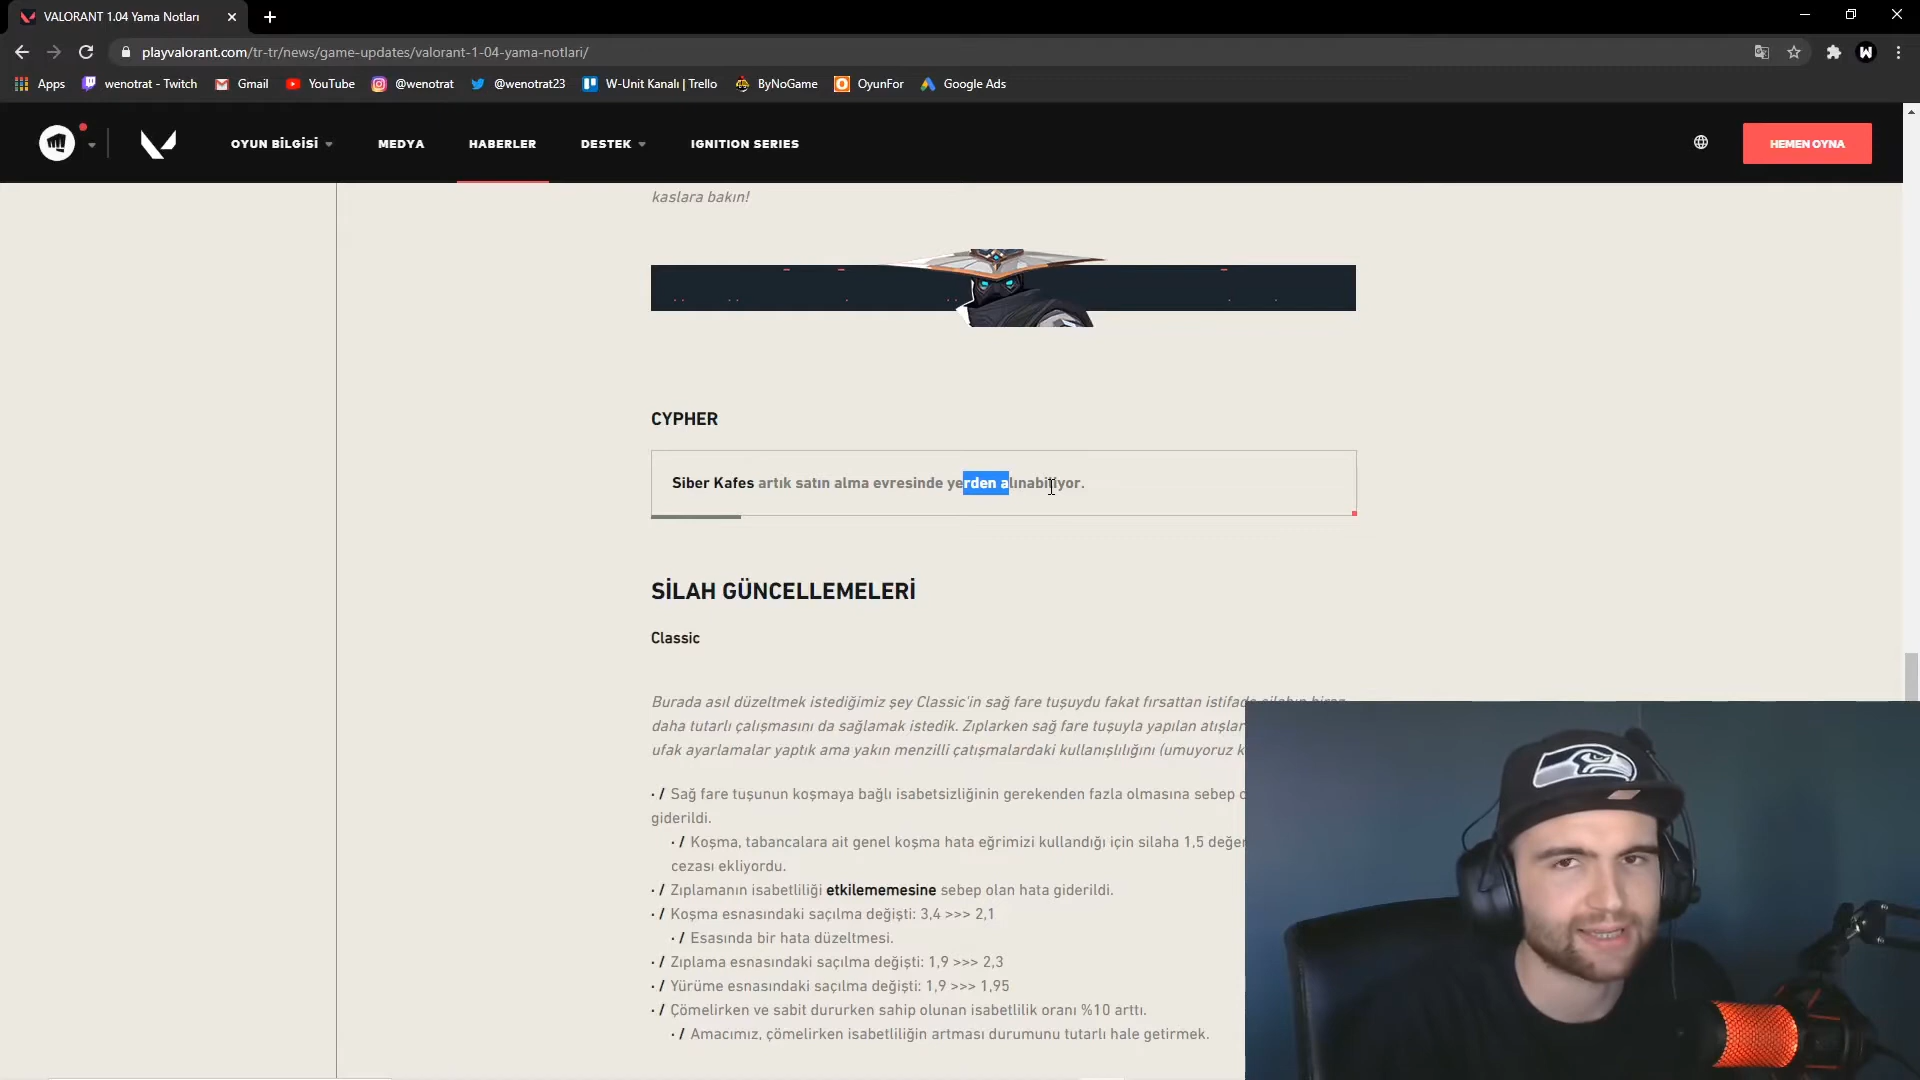 VALORANT 1.04 Yama Notları
playvalorant.com/tr-tr/news/game-updates/valorant-1-04-yama-notlari/
Apps wenotrat - Twitch Gmail YouTube @wenotrat @wenotrat23 W-Unit Kanalı | Trello ByNoGame OyunFor Google Ads
OYUN BİLGİSİ MEDYA HABERLER DESTEK IGNITION SERIES HEMEN OYNA
kaslara bakın!
CYPHER
Siber Kafes artık satın alma evresinde yerden alınabiliyor.
SİLAH GÜNCELLEMELERİ
Classic
Burada asıl düzeltmek istediğimiz şey Classic'in sağ fare tuşuydu fakat fırsattan istifade silahın biraz
daha tutarlı çalışmasını da sağlamak istedik. Zıplarken sağ fare tuşuyla yapılan atışlar
ufak ayarlamalar yaptık ama yakın menzilli çatışmalardaki kullanışlılığını (umuyoruz k
· / Sağ fare tuşunun koşmaya bağlı isabetsizliğinin gerekenden fazla olmasına sebep o
giderildi.
· / Koşma, tabancalara ait genel koşma hata eğrimizi kullandığı için silaha 1,5 değer
cezası ekliyordu.
· / Zıplamanın isabetliliği etkilememesine sebep olan hata giderildi.
· / Koşma esnasındaki saçılma değişti: 3,4 >>> 2,1
· / Esasında bir hata düzeltmesi.
· / Zıplama esnasındaki saçılma değişti: 1,9 >>> 2,3
· / Yürüme esnasındaki saçılma değişti: 1,9 >>> 1,95
· / Çömelirken ve sabit dururken sahip olunan isabetlilik oranı %10 arttı.
· / Amacımız, çömelirken isabetliliğin artması durumunu tutarlı hale getirmek.